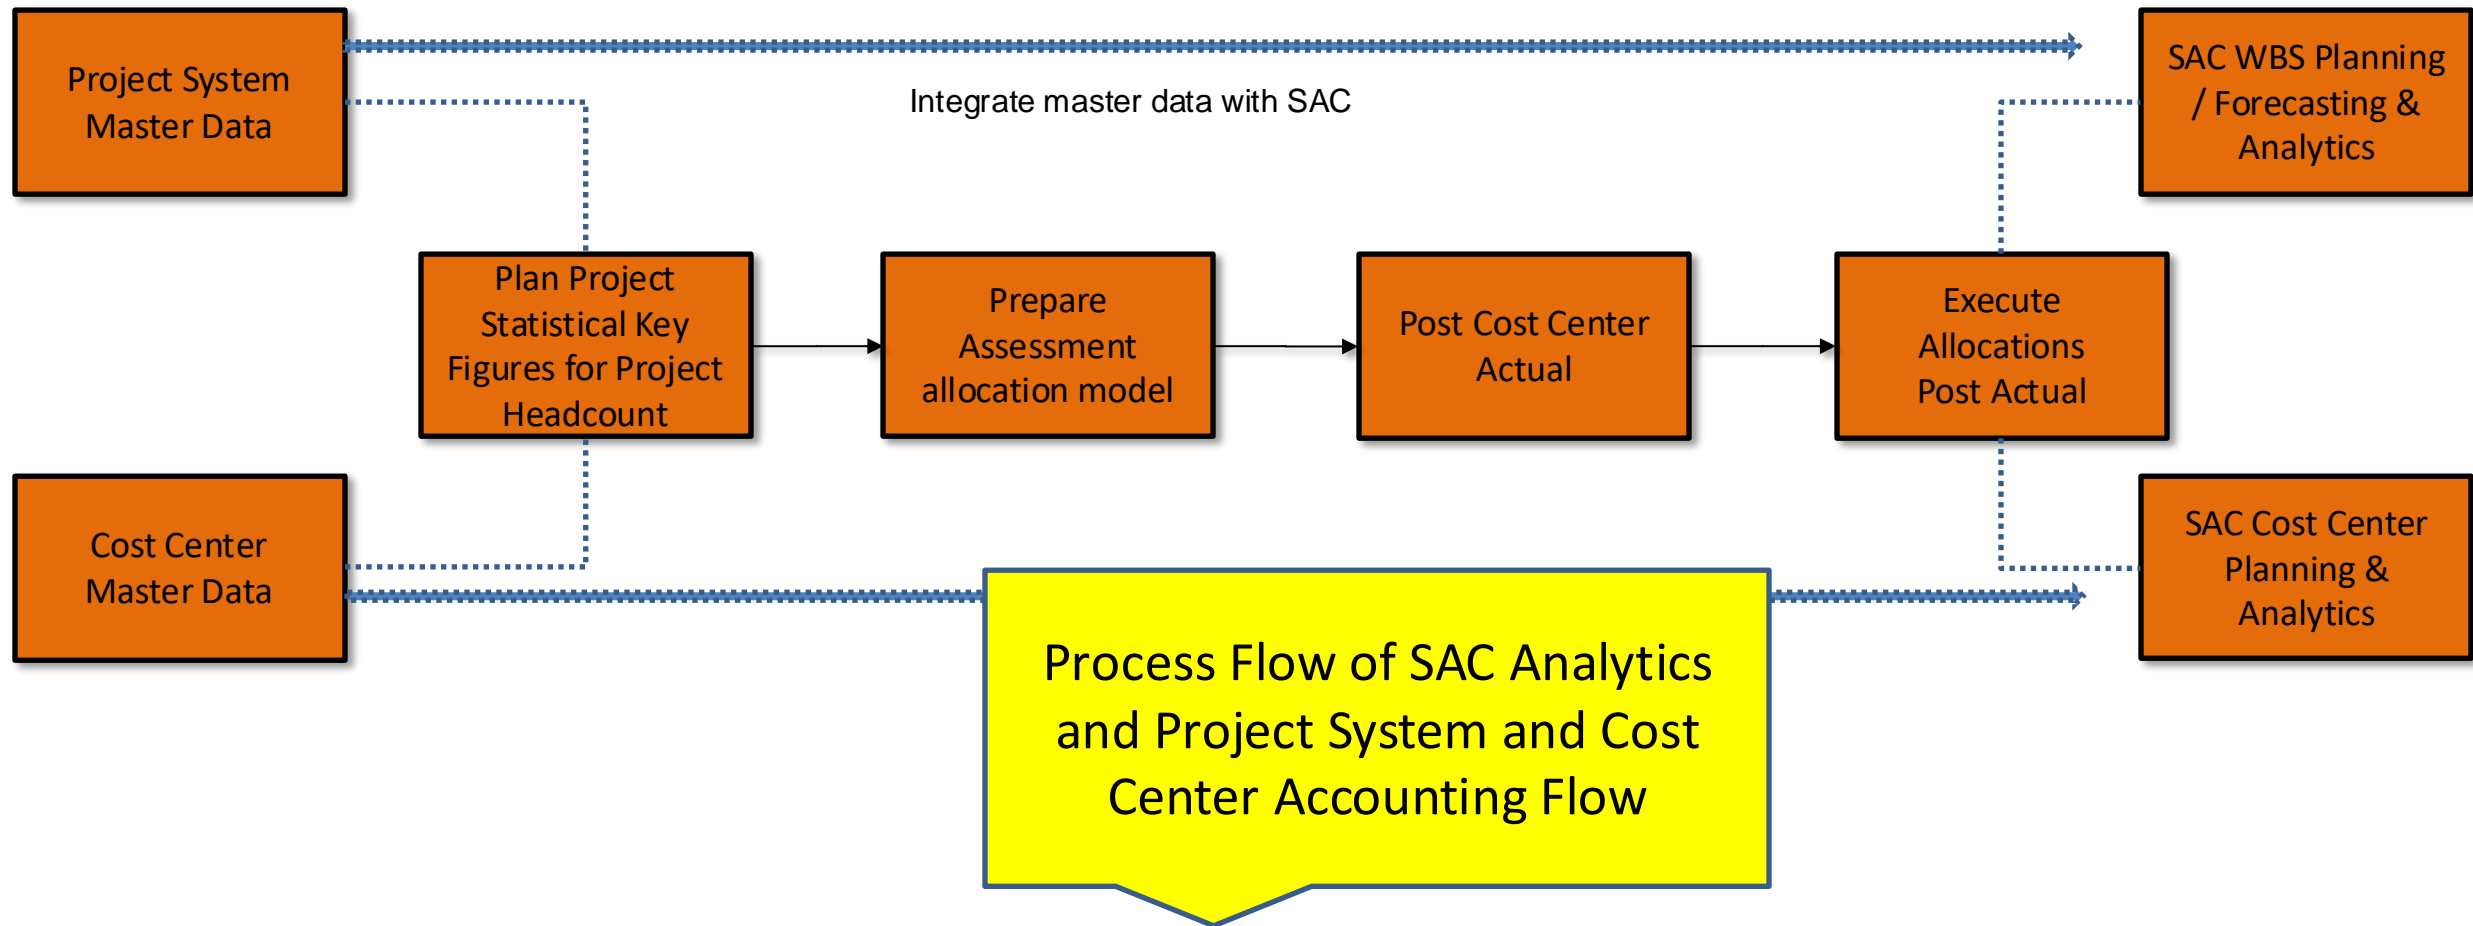 Project System
Master Data
Integrate master data with SAC
SAC WBS Planning
/ Forecasting &
Analytics
Plan Project
Statistical Key
Figures for Project
Headcount
Prepare
Assessment
allocation model
Post Cost Center
Actual
Execute
Allocations
Post Actual
Cost Center
Master Data
SAC Cost Center
Planning &
Analytics
Process Flow of SAC Analytics
and Project System and Cost
Center Accounting Flow